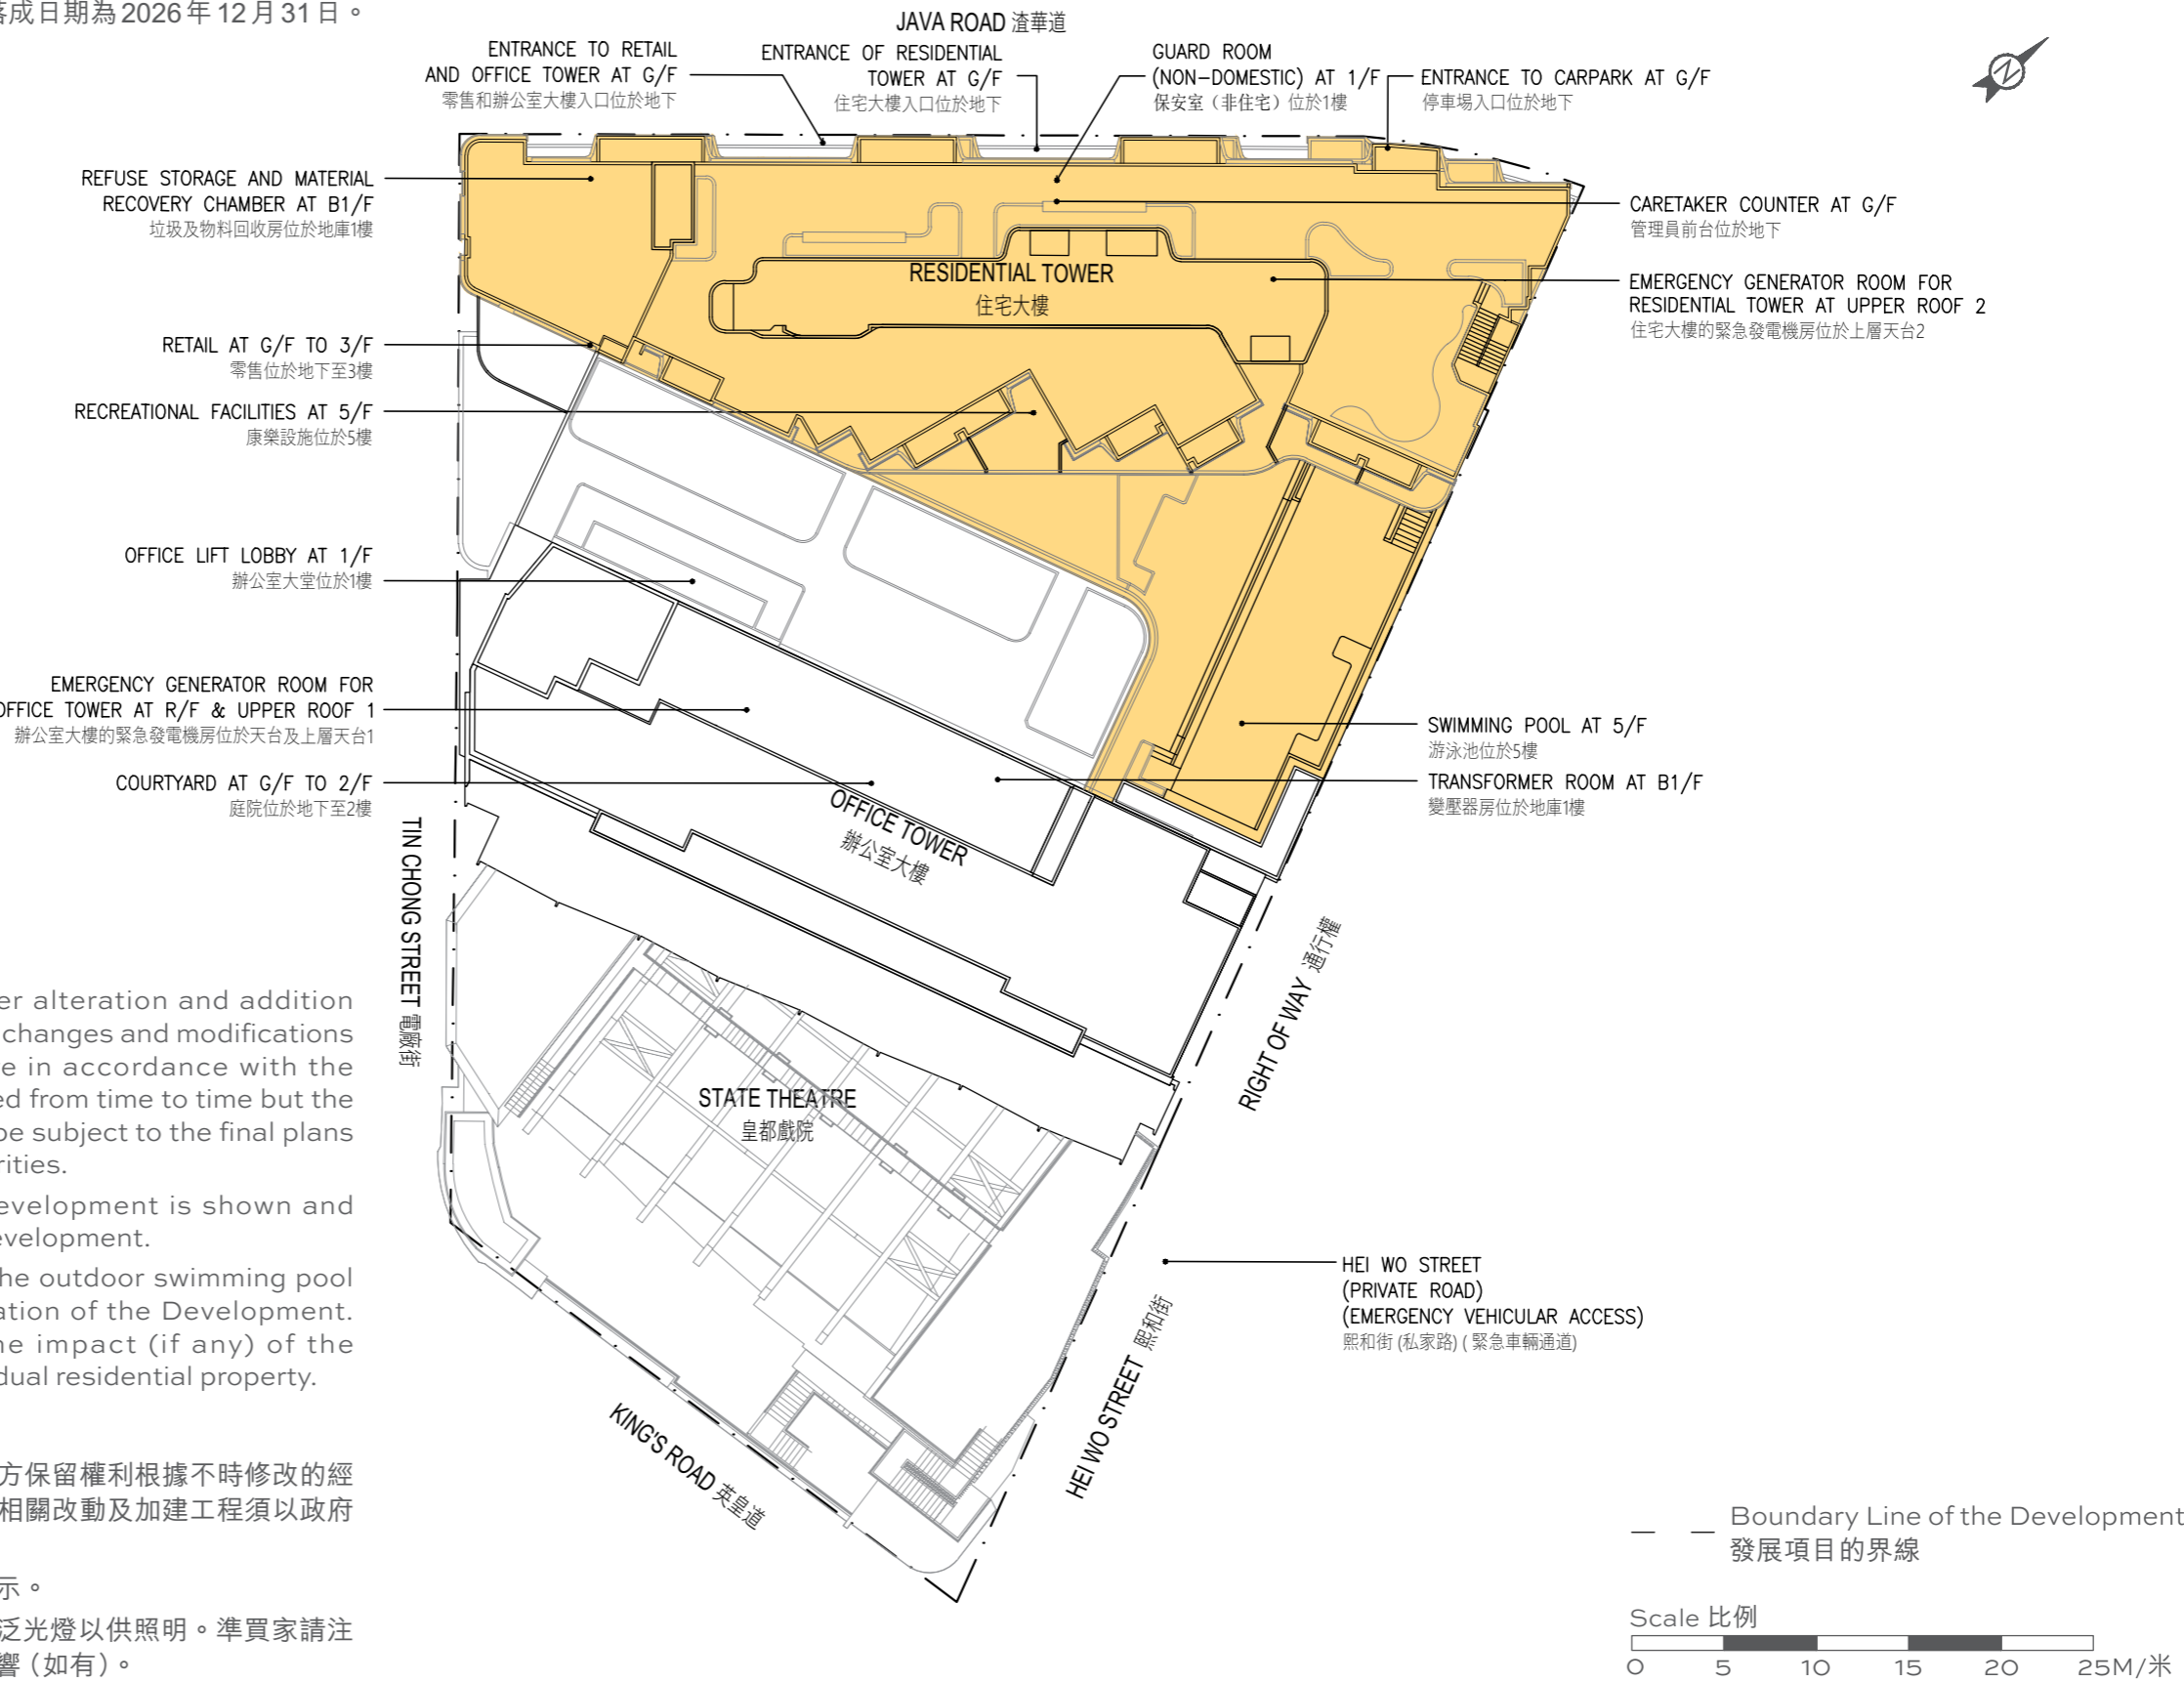 落成日期為2026年12月31日。
JAVA ROAD 渣華道
ENTRANCE TO RETAIL
AND OFFICE TOWER AT G/F
零售和辦公室大樓入口位於地下
ENTRANCE OF RESIDENTIAL
TOWER AT G/F
住宅大樓入口位於地下
GUARD ROOM
(NON-DOMESTIC) AT 1/F
保安室（非住宅）位於1樓
ENTRANCE TO CARPARK AT G/F
停車場入口位於地下
N
REFUSE STORAGE AND MATERIAL
RECOVERY CHAMBER AT B1/F
垃圾及物料回收房位於地庫1樓
CARETAKER COUNTER AT G/F
管理員前台位於地下
RESIDENTIAL TOWER
住宅大樓
EMERGENCY GENERATOR ROOM FOR
RESIDENTIAL TOWER AT UPPER ROOF 2
住宅大樓的緊急發電機房位於上層天台2
RETAIL AT G/F TO 3/F
零售位於地下至3樓
RECREATIONAL FACILITIES AT 5/F
康樂設施位於5樓
OFFICE LIFT LOBBY AT 1/F
辦公室大堂位於1樓
EMERGENCY GENERATOR ROOM FOR
OFFICE TOWER AT R/F & UPPER ROOF 1
辦公室大樓的緊急發電機房位於天台及上層天台1
SWIMMING POOL AT 5/F
游泳池位於5樓
COURTYARD AT G/F TO 2/F
庭院位於地下至2樓
TRANSFORMER ROOM AT B1/F
變壓器房位於地庫1樓
OFFICE TOWER
辦公室大樓
TIN CHONG STREET 電廠街
RIGHT OF WAY 通行權
STATE THEATRE
皇都戲院
HEI WO STREET
(PRIVATE ROAD)
(EMERGENCY VEHICULAR ACCESS)
熙和街 (私家路) ( 緊急車輛通道)
HEI WO STREET 熙和街
KING'S ROAD 英皇道
er alteration and addition
changes and modifications
e in accordance with the
ed from time to time but the
be subject to the final plans
rities.
evelopment is shown and
evelopment.
he outdoor swimming pool
ation of the Development.
he impact (if any) of the
dual residential property.
方保留權利根據不時修改的經
相關改動及加建工程須以政府
示。
泛光燈以供照明。準買家請注
響（如有）。
Boundary Line of the Development
發展項目的界線
Scale 比例
0 5 10 15 20 25M/米